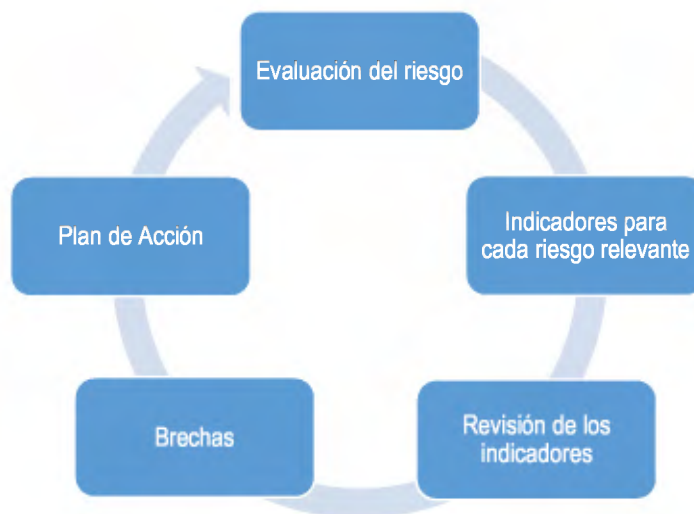 Evaluación del riesgo
Indicadores para
cada riesgo relevante
Revisión de los
indicadores
Brechas
Plan de Acción